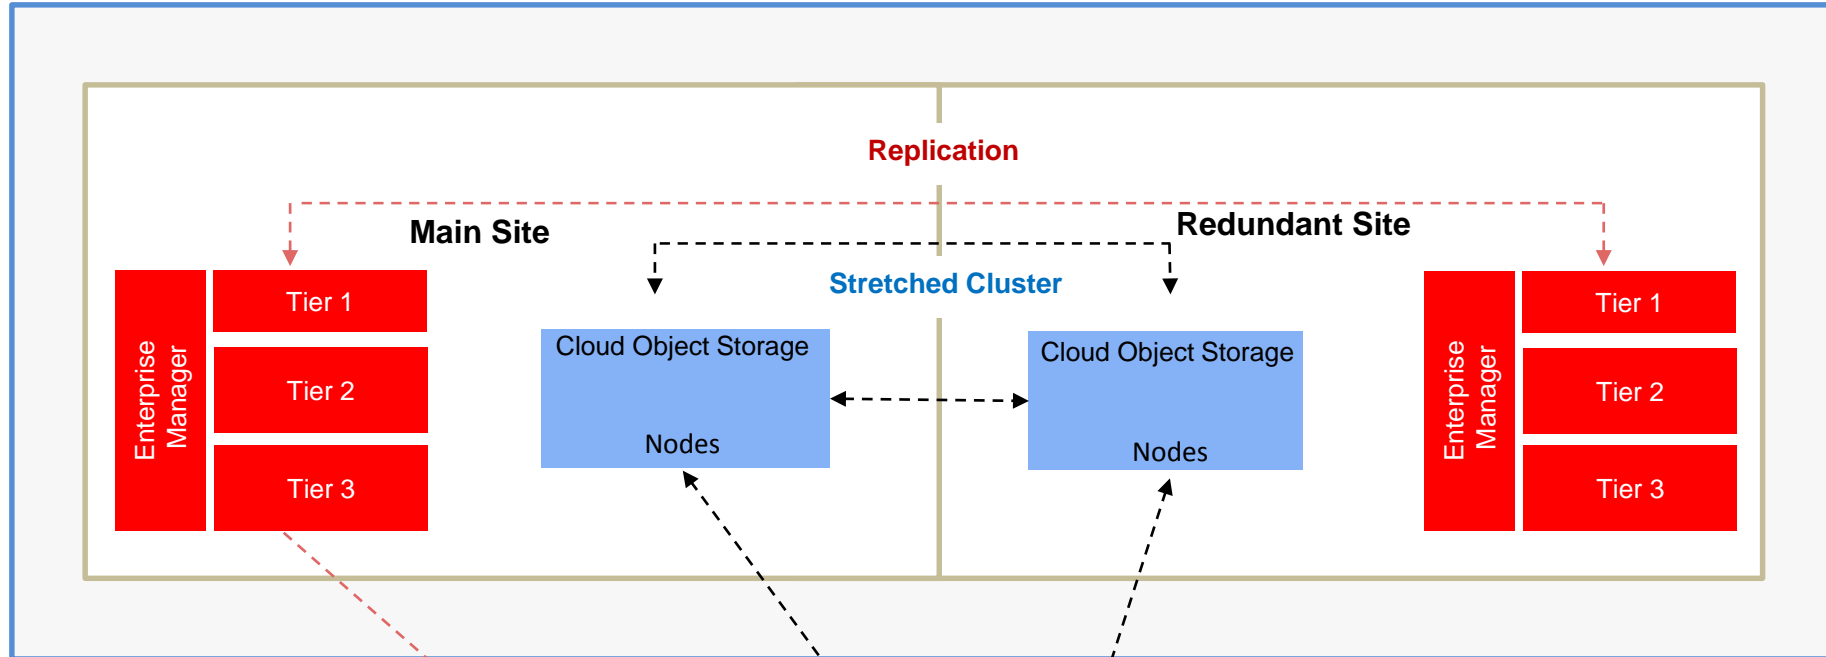 Replication
Main Site
Redundant Site
Stretched Cluster
Enterprise
Manager
Tier 1
Tier 2
Tier 3
Cloud Object Storage
Nodes
Cloud Object Storage
Nodes
Enterprise
Manager
Tier 1
Tier 2
Tier 3